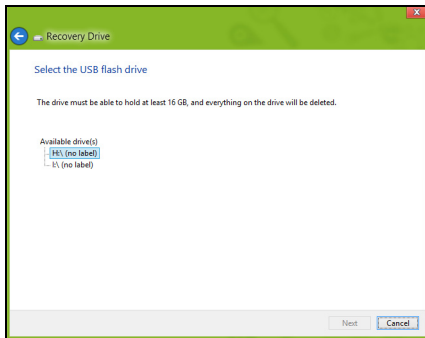 Recovery Drive
Select the USB flash drive
The drive must be able to hold at least 16 GB, and everything on the drive will be deleted.
Available drive(s)
H:\ (no label)
I:\ (no label)
Next Cancel